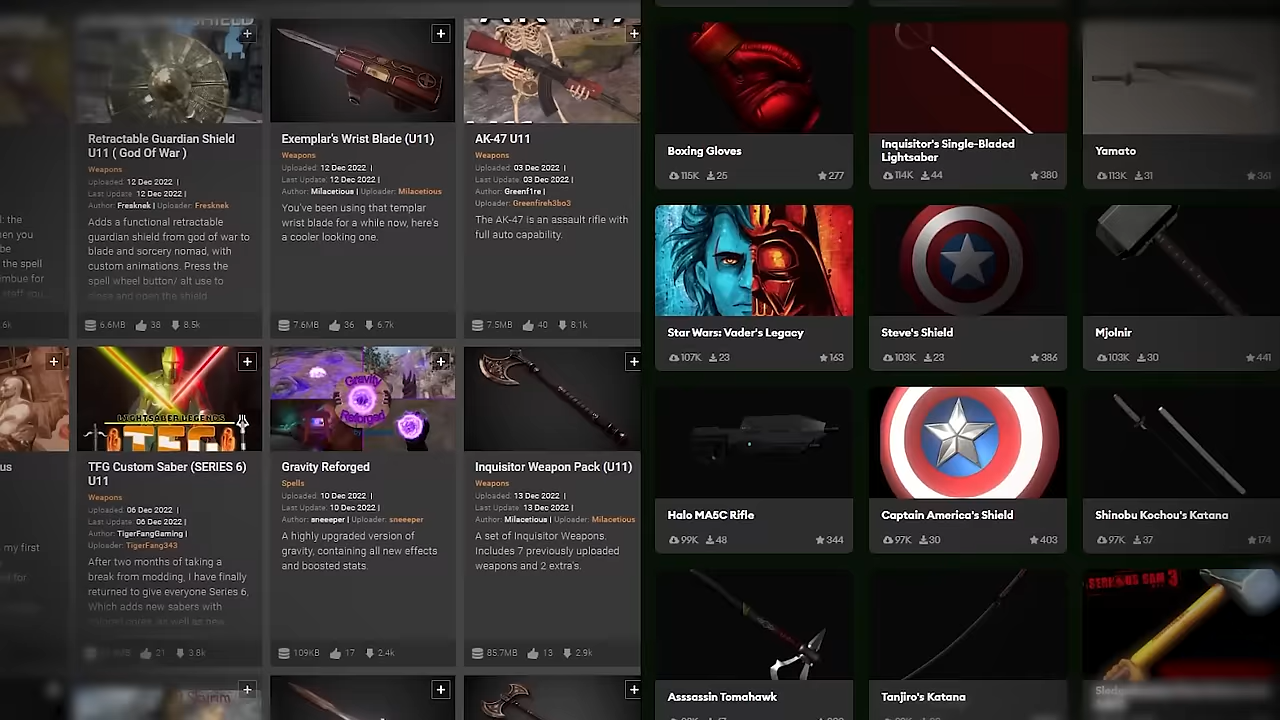 SHIELD
Retractable Guardian Shield
U11 ( God Of War )
Weapons
Uploaded: 12 Dec 2022 |
Last Update: 12 Dec 2022 |
Author: Fresknek | Uploader: Fresknek
Adds a functional retractable
guardian shield from god of war to
blade and sorcery nomad, with
custom animations. Press the
spell wheel button/ alt use to
6.6MB 38 8.5k
Exemplar's Wrist Blade (U11)
Weapons
Uploaded: 12 Dec 2022 |
Last Update: 12 Dec 2022 |
Author: Milacetious | Uploader: Milacetious
You've been using that templar
wrist blade for a while now, here's
a cooler looking one.
7.6MB 36 6.7k
AK-47 U11
Weapons
Uploaded: 03 Dec 2022 |
Last Update: 03 Dec 2022 |
Author: Greenf1re |
Uploader: Greenfireh3bo3
The AK-47 is an assault rifle with
full auto capability.
7.5MB 40 8.1k
LIGHTSABER LEGENDS
TFG
TFG Custom Saber (SERIES 6)
U11
Weapons
Uploaded: 06 Dec 2022 |
Last Update: 06 Dec 2022 |
Author: TigerFangGaming |
Uploader: TigerFang343
After two months of taking a
break from modding, I have finally
returned to give everyone Series 6,
Which adds new sabers with
21 3.8k
Gravity
Reforged
Gravity Reforged
Spells
Uploaded: 10 Dec 2022 |
Last Update: 10 Dec 2022 |
Author: sneeeper | Uploader: sneeeper
A highly upgraded version of
gravity, containing all new effects
and boosted stats.
109KB 17 2.4k
Inquisitor Weapon Pack (U11)
Weapons
Uploaded: 13 Dec 2022 |
Last Update: 13 Dec 2022 |
Author: Milacetious | Uploader: Milacetious
A set of Inquisitor Weapons.
Includes 7 previously uploaded
weapons and 2 extra's.
85.7MB 13 2.9k
Boxing Gloves
115K 25 277
Inquisitor's Single-Bladed
Lightsaber
114K 44 380
Yamato
113K 31 361
Star Wars: Vader's Legacy
107K 23 163
Steve's Shield
103K 23 386
Mjolnir
103K 30 441
Halo MA5C Rifle
99K 48 344
Captain America's Shield
97K 30 403
Shinobu Kochou's Katana
97K 37 174
Asssassin Tomahawk
Tanjiro's Katana
SERIOUS SAM 3